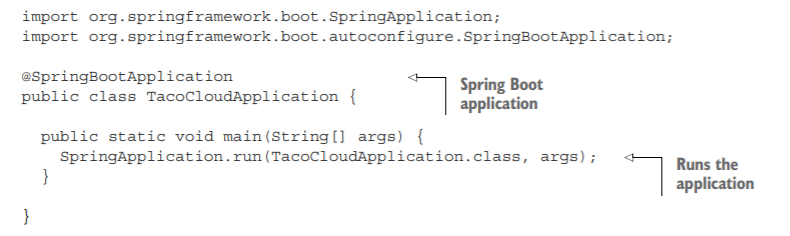 import org.springframework.boot.SpringApplication;
import org.springframework.boot.autoconfigure.SpringBootApplication;
@SpringBootApplication
Spring Boot
application
public class TacoCloudApplication {
public static void main(String[] args) {
SpringApplication.run(TacoCloudApplication.class, args);
Runs the
application
}
}